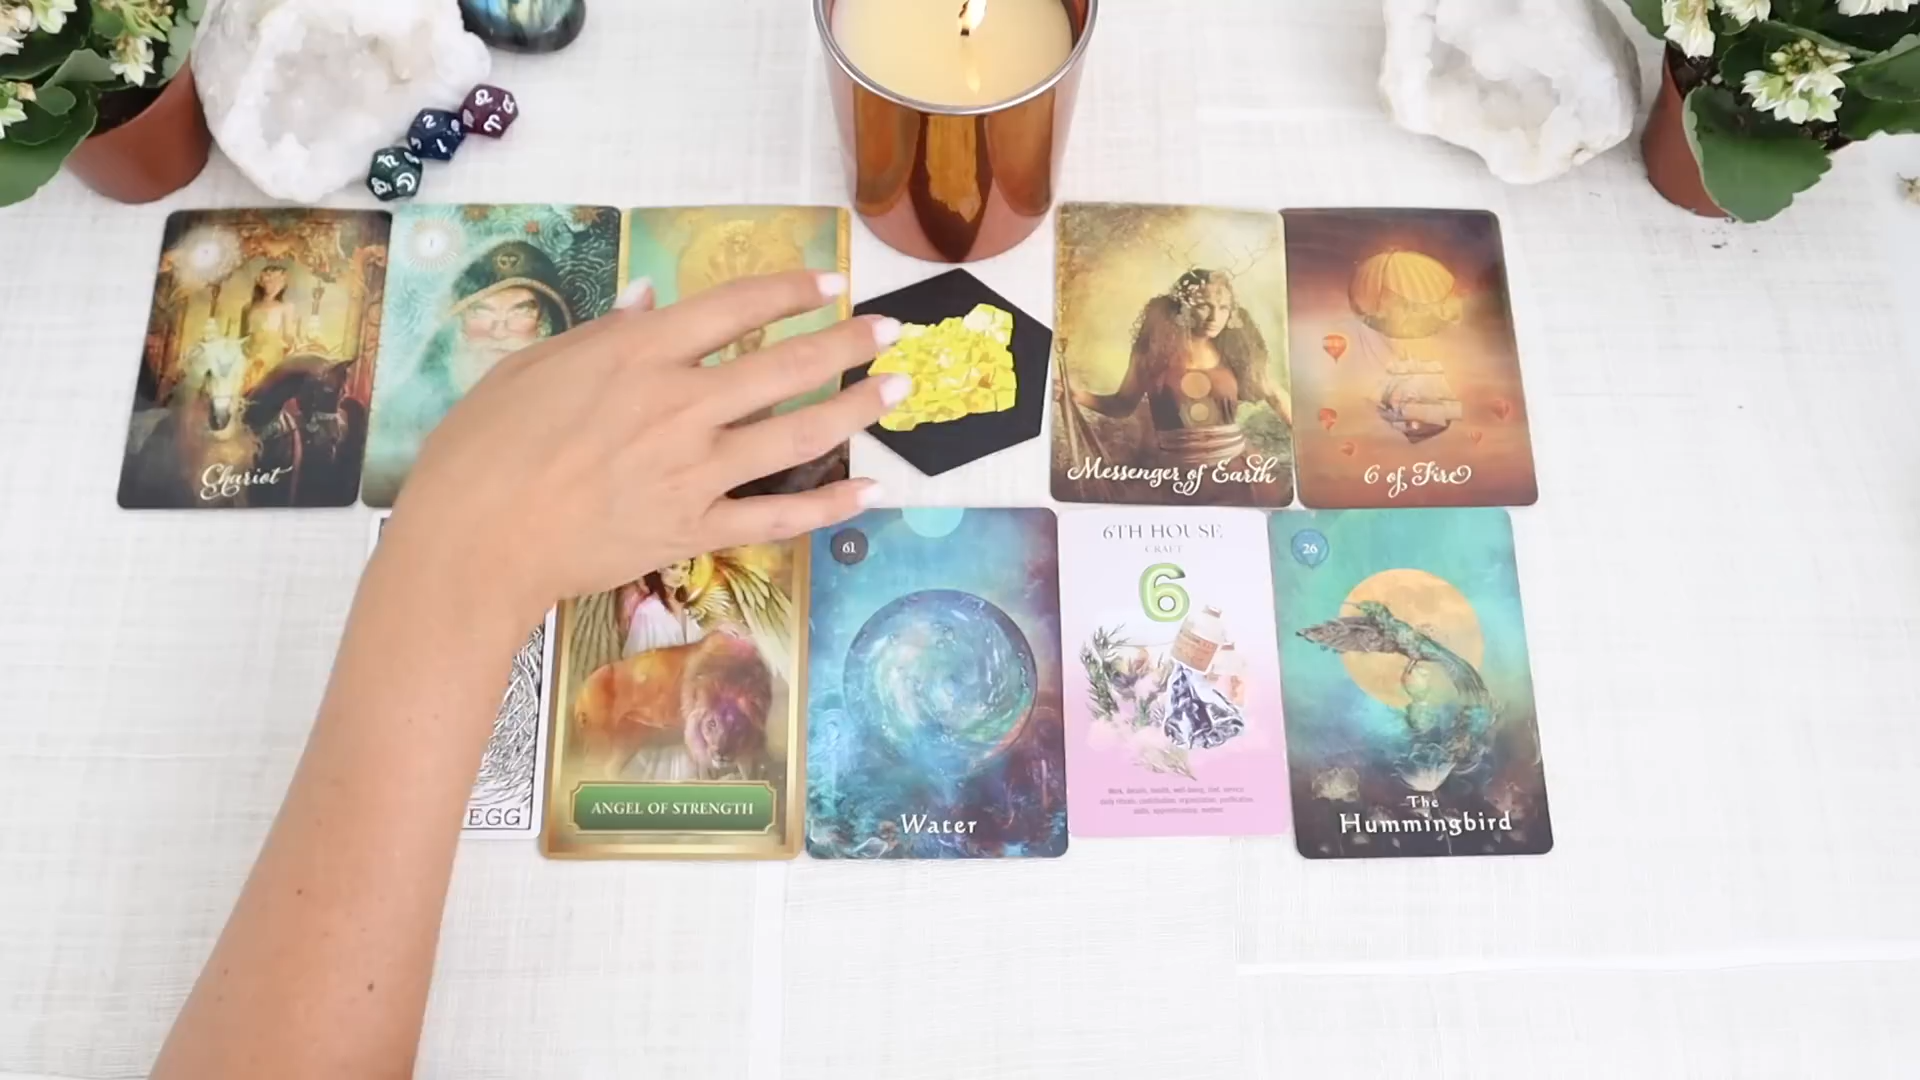 Chariot
1
Messenger of Earth
6 of Fire
EGG
ANGEL OF STRENGTH
61
Water
6TH HOUSE
CRAFT
6
26
The
Hummingbird